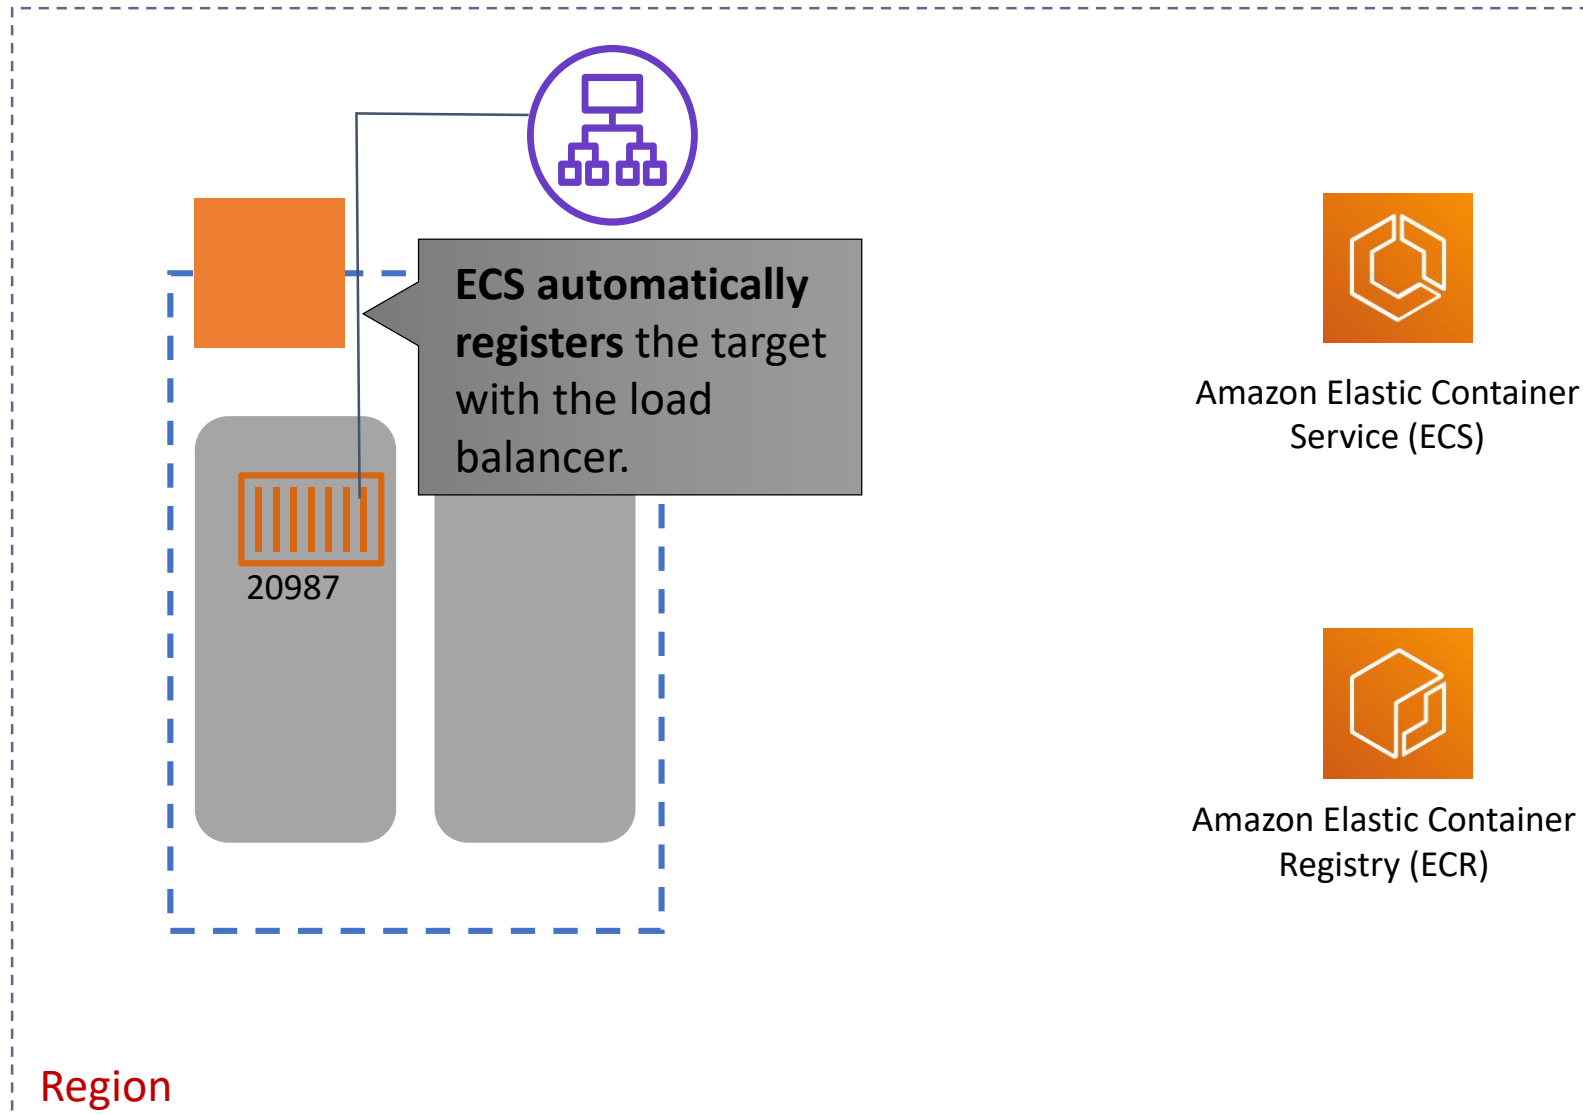 ECS automatically
registers the target
with the load
balancer.
20987
Amazon Elastic Container
Service (ECS)
Amazon Elastic Container
Registry (ECR)
Region